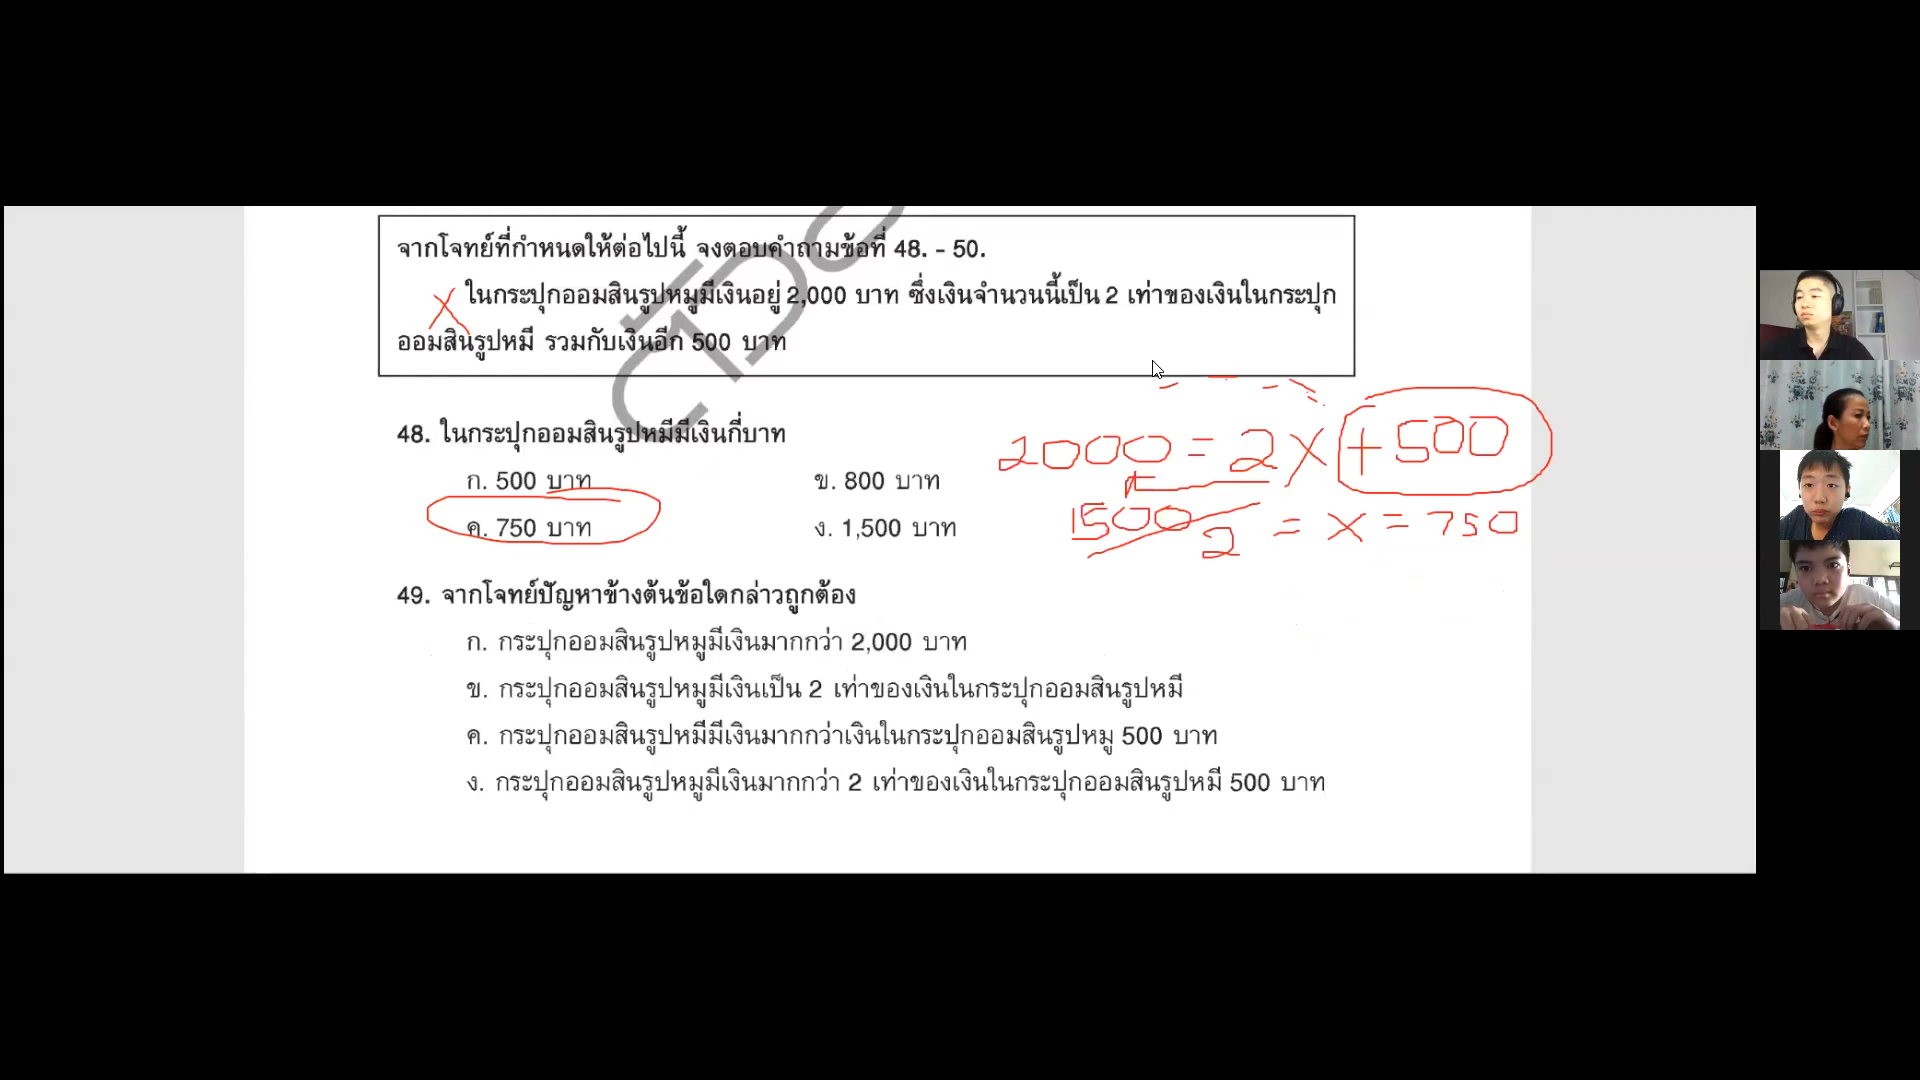 จากโจทย์ที่กำหนดให้ต่อไปนี้ จงตอบคำถามข้อที่ 48. - 50.
X ในกระปุกออมสินรูปหมูมีเงินอยู่ 2,000 บาท ซึ่งเงินจำนวนนี้เป็น 2 เท่าของเงินในกระปุก
ออมสินรูปหมี รวมกับเงินอีก 500 บาท
48. ในกระปุกออมสินรูปหมีมีเงินกี่บาท
2000 = 2x + 500
ก. 500 บาท ข. 800 บาท
ค. 750 บาท ง. 1,500 บาท
1500 / 2 = x = 750
49. จากโจทย์ปัญหาข้างต้นข้อใดกล่าวถูกต้อง
ก. กระปุกออมสินรูปหมูมีเงินมากกว่า 2,000 บาท
ข. กระปุกออมสินรูปหมูมีเงินเป็น 2 เท่าของเงินในกระปุกออมสินรูปหมี
ค. กระปุกออมสินรูปหมีมีเงินมากกว่าเงินในกระปุกออมสินรูปหมู 500 บาท
ง. กระปุกออมสินรูปหมูมีเงินมากกว่า 2 เท่าของเงินในกระปุกออมสินรูปหมี 500 บาท